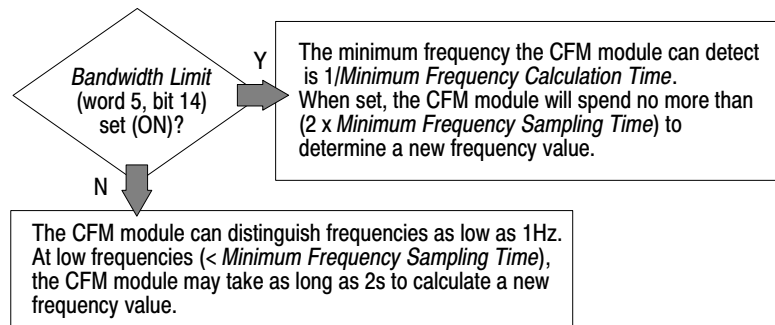 Bandwidth Limit
(word 5, bit 14)
set (ON)?
Y
The minimum frequency the CFM module can detect
is 1/Minimum Frequency Calculation Time.
When set, the CFM module will spend no more than
(2 x Minimum Frequency Sampling Time) to
determine a new frequency value.
N
The CFM module can distinguish frequencies as low as 1Hz.
At low frequencies (< Minimum Frequency Sampling Time),
the CFM module may take as long as 2s to calculate a new
frequency value.